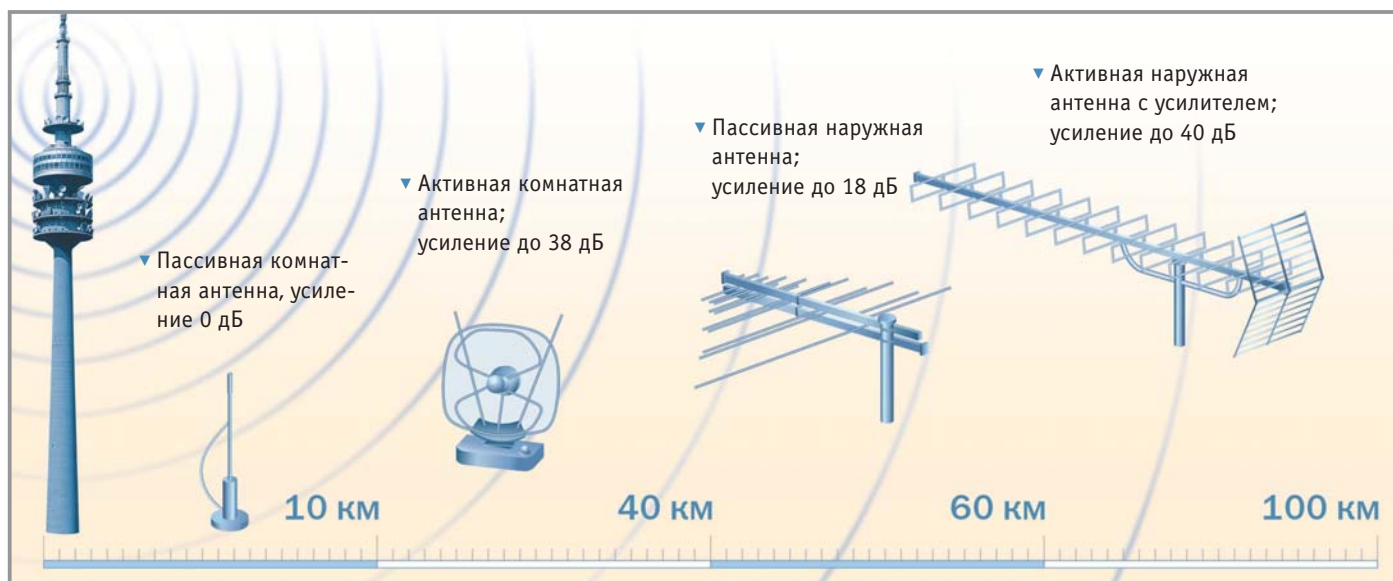 ▼ Активная наружная
антенна с усилителем;
усиление до 40 дБ
▼ Пассивная наружная
антенна;
усиление до 18 дБ
▼ Активная комнатная
антенна;
усиление до 38 дБ
▼ Пассивная комнат-
ная антенна, усиле-
ние 0 дБ
10 км
40 км
60 км
100 км